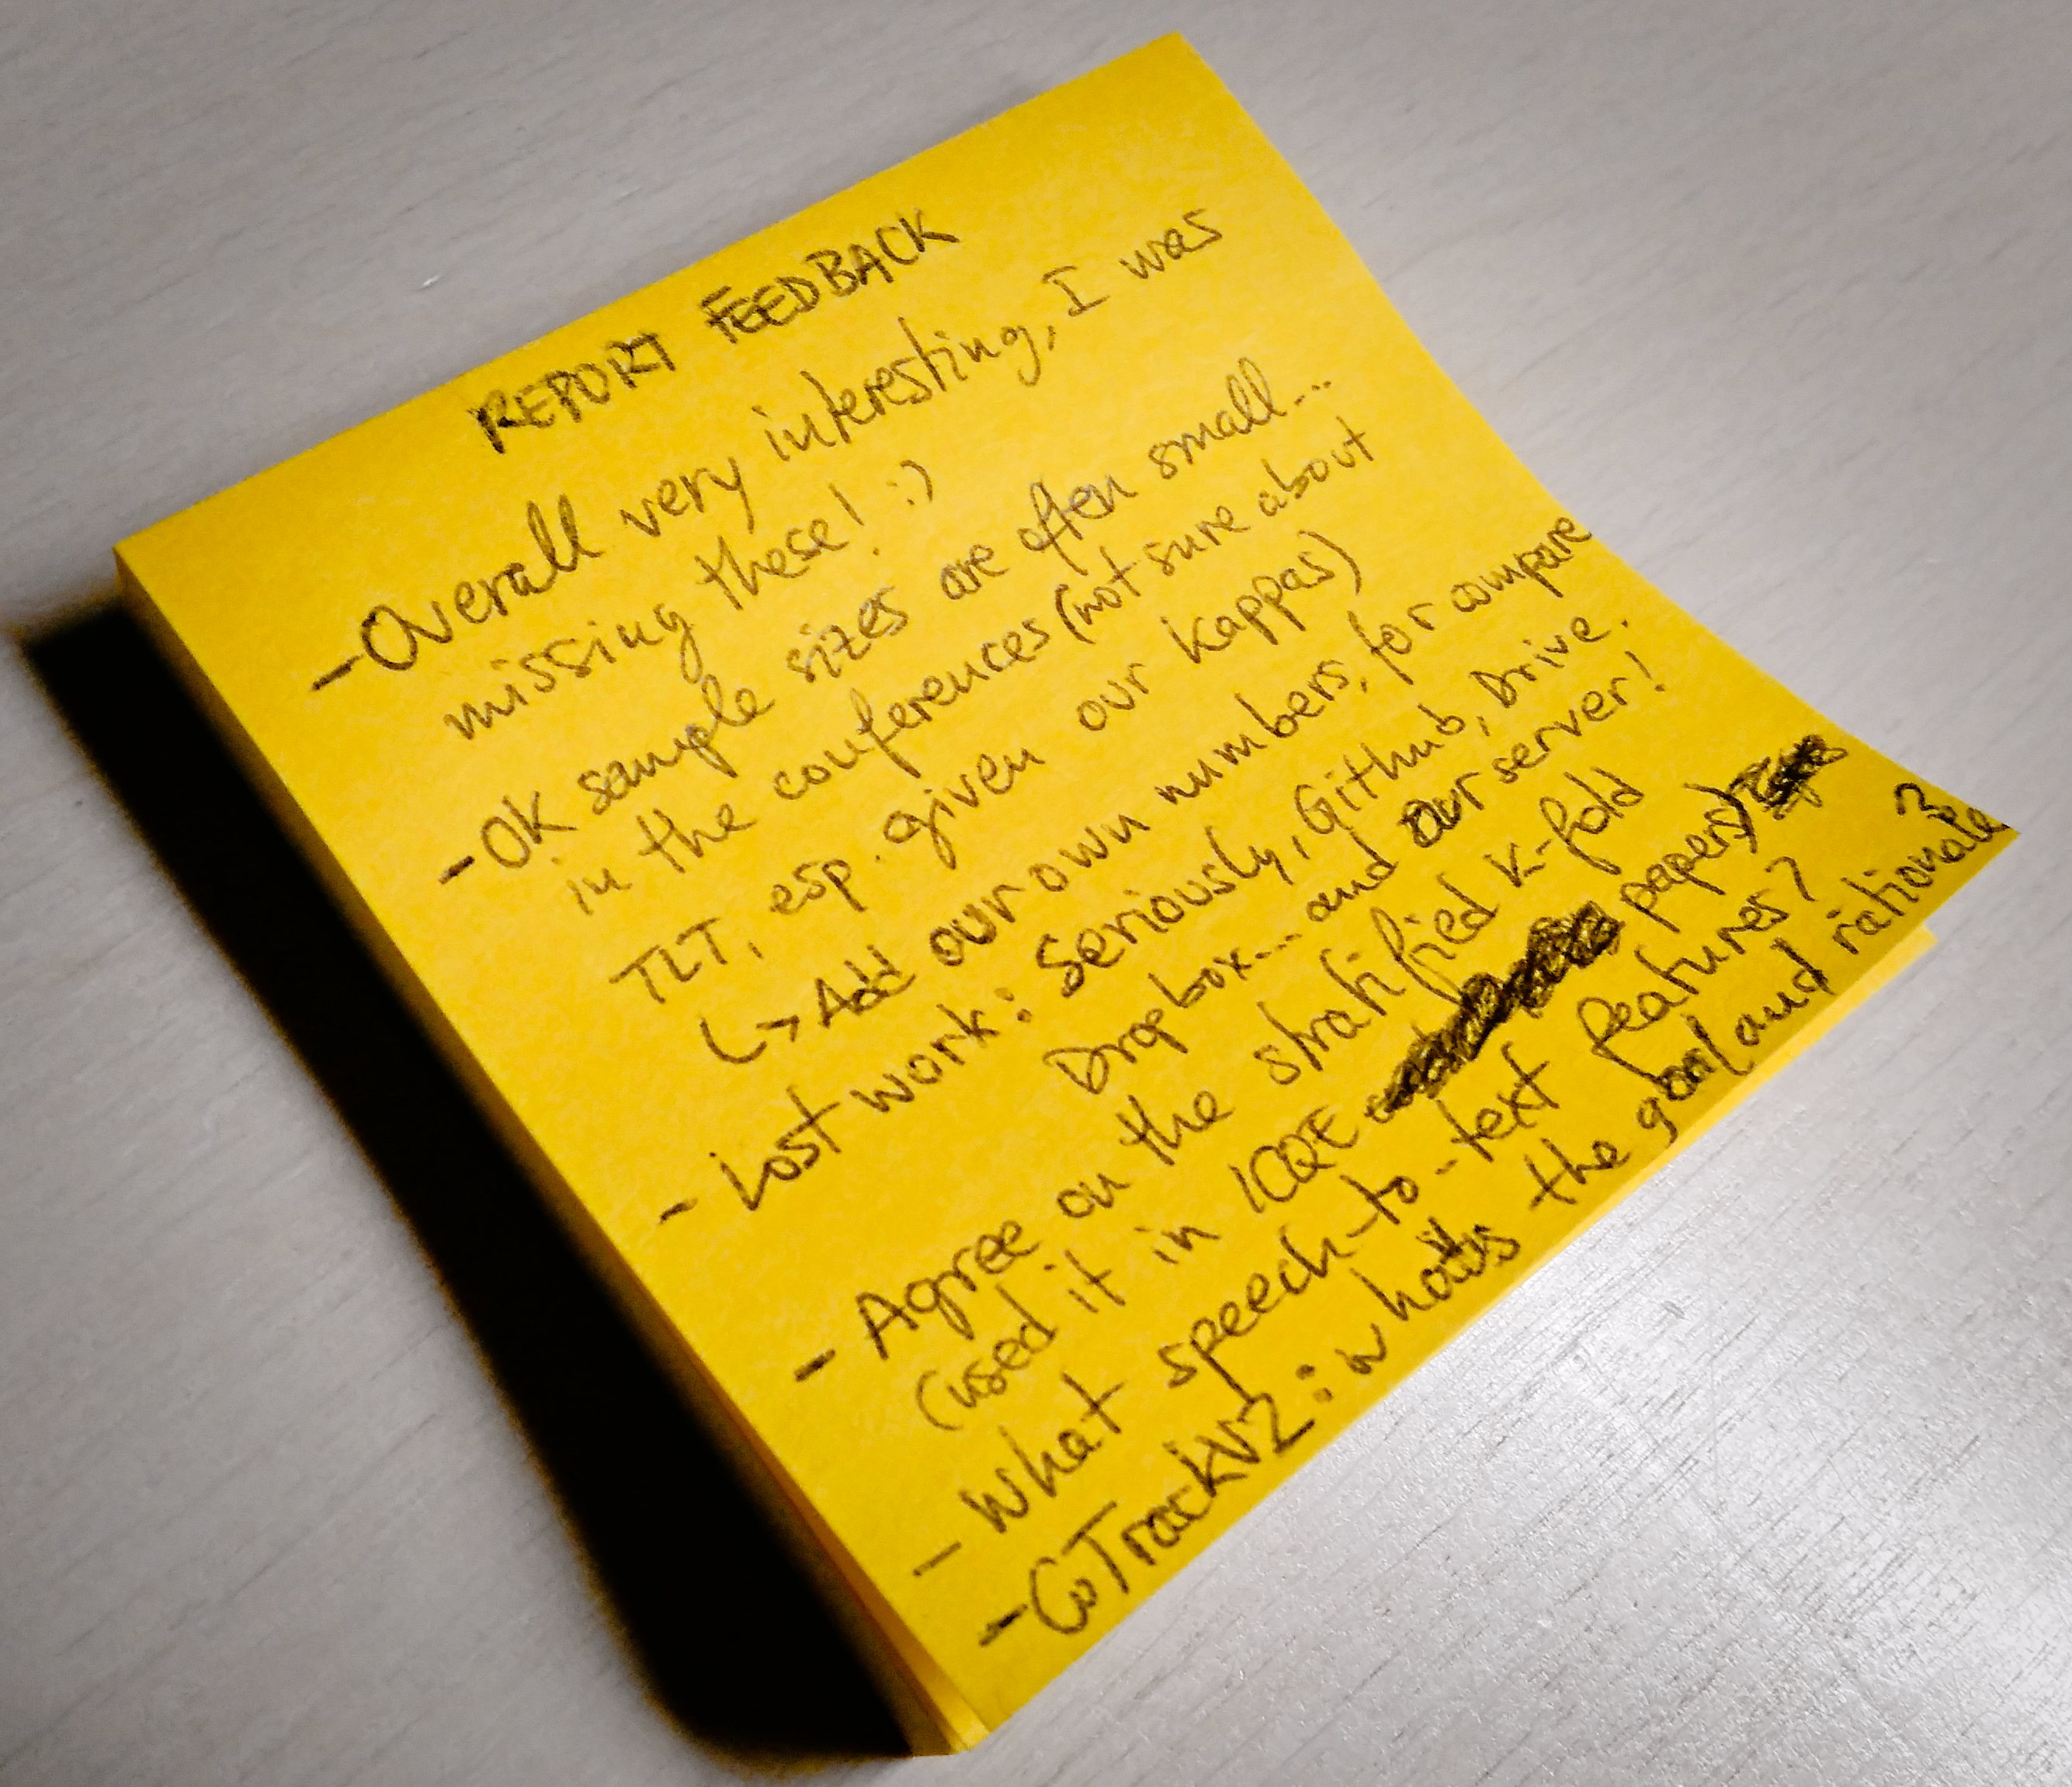 REPORT FEEDBACK
- Overall very interesting, I was
missing these! :)
- OK sample sizes are often small...
in the conferences (not sure about
TLT, esp. given our kappas)
↳ Add our own numbers, for compare
- Lost work: Seriously, Github, Drive.
Dropbox... and our server!
- Agree on the stratified k-fold
(used it in ICQE papers)
- What speech-to-text features?
- CoTrackV2: what's the goal and rationale?